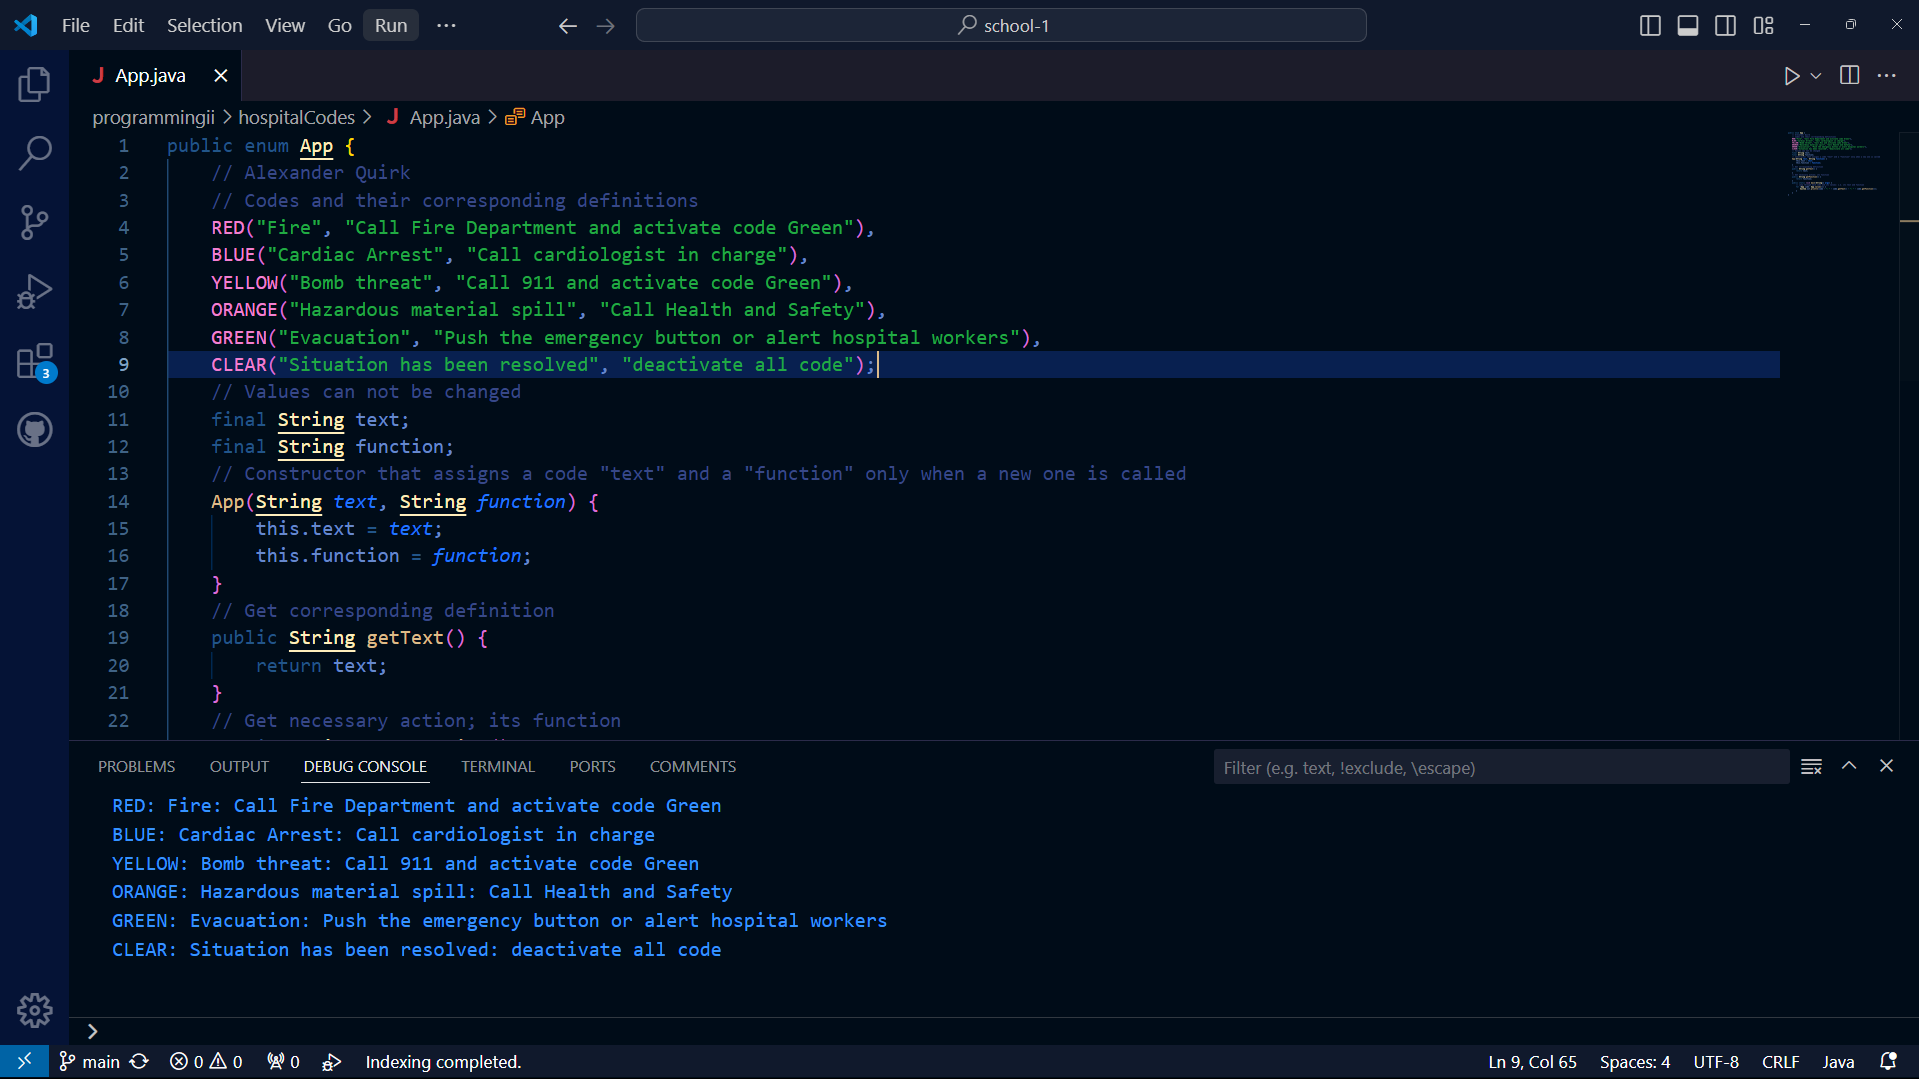 File Edit Selection View Go Run ··· school-1
App.java
programmingii > hospitalCodes > J App.java > App
1 public enum App {
2 // Alexander Quirk
3 // Codes and their corresponding definitions
4 RED("Fire", "Call Fire Department and activate code Green"),
5 BLUE("Cardiac Arrest", "Call cardiologist in charge"),
6 YELLOW("Bomb threat", "Call 911 and activate code Green"),
7 ORANGE("Hazardous material spill", "Call Health and Safety"),
8 GREEN("Evacuation", "Push the emergency button or alert hospital workers"),
9 CLEAR("Situation has been resolved", "deactivate all code");
10 // Values can not be changed
11 final String text;
12 final String function;
13 // Constructor that assigns a code "text" and a "function" only when a new one is called
14 App(String text, String function) {
15 this.text = text;
16 this.function = function;
17 }
18 // Get corresponding definition
19 public String getText() {
20 return text;
21 }
22 // Get necessary action; its function
3
PROBLEMS OUTPUT DEBUG CONSOLE TERMINAL PORTS COMMENTS Filter (e.g. text, !exclude, \escape)
RED: Fire: Call Fire Department and activate code Green
BLUE: Cardiac Arrest: Call cardiologist in charge
YELLOW: Bomb threat: Call 911 and activate code Green
ORANGE: Hazardous material spill: Call Health and Safety
GREEN: Evacuation: Push the emergency button or alert hospital workers
CLEAR: Situation has been resolved: deactivate all code
main 0 0 0 Indexing completed. Ln 9, Col 65 Spaces: 4 UTF-8 CRLF Java